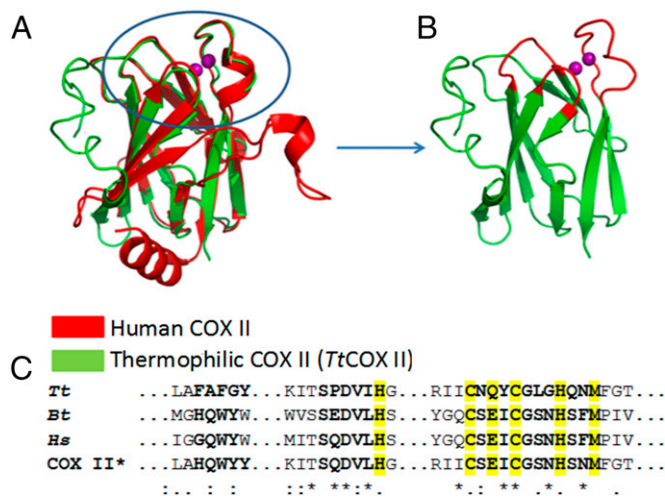 A
B
Human COX II
Thermophilic COX II (TtCOX II)
C
Tt ...LAFAFGY...KITSPDVIHG...RIICNQYCGLGHQNMFGT...
Bt ...MGHQWYW...WVSSEDVLHS...YGQCSEICGSNHSFMPIV...
Hs ...IGGQWYW...MITSQDVLHS...YGQCSEICGSNHSFMPIV...
COX II* ...LAHQWYY...KITSQDVLHG...RIICSEICGSNHSNMFGT...
:. : : ::* **:*. *.:* .* * .